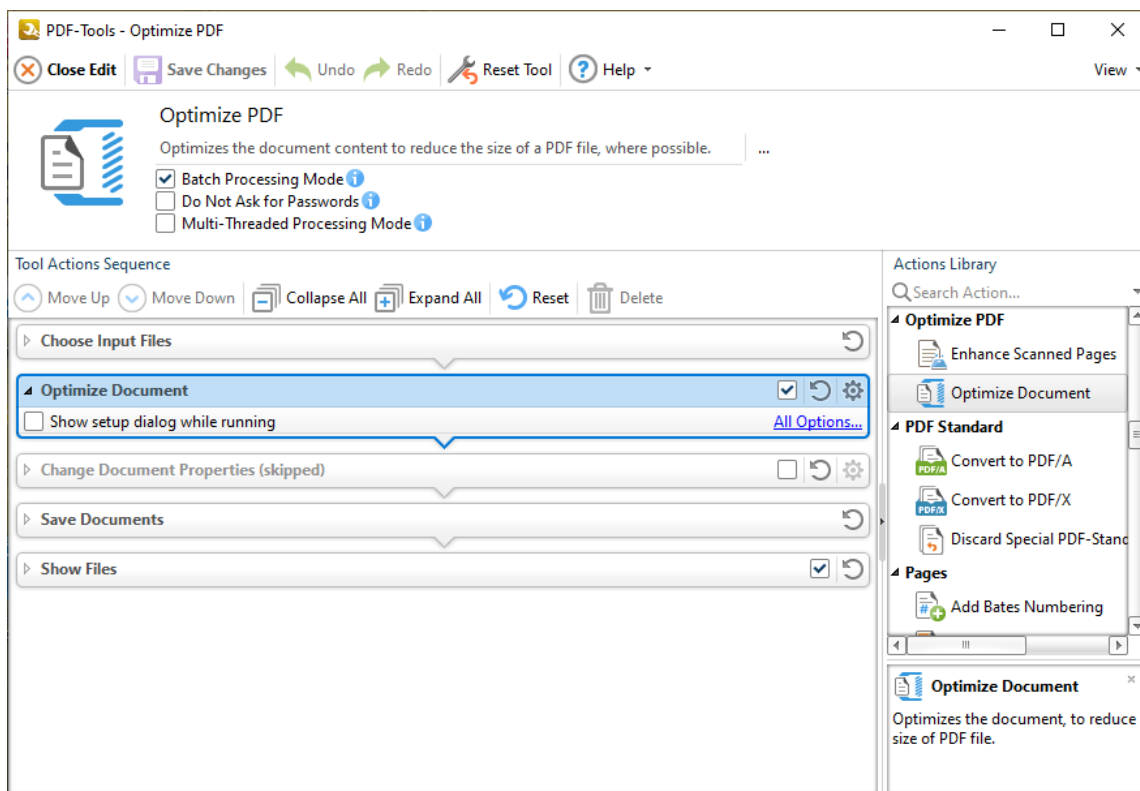 PDF-Tools - Optimize PDF
Close Edit Save Changes Undo Redo Reset Tool Help View
Optimize PDF
Optimizes the document content to reduce the size of a PDF file, where possible. ...
Batch Processing Mode
Do Not Ask for Passwords
Multi-Threaded Processing Mode
Tool Actions Sequence
Move Up Move Down Collapse All Expand All Reset Delete
Choose Input Files
Optimize Document
Show setup dialog while running All Options...
Change Document Properties (skipped)
Save Documents
Show Files
Actions Library
Search Action...
Optimize PDF
Enhance Scanned Pages
Optimize Document
PDF Standard
PDF/A Convert to PDF/A
PDF/X Convert to PDF/X
Discard Special PDF-Stand
Pages
# Add Bates Numbering
Optimize Document
Optimizes the document, to reduce
size of PDF file.